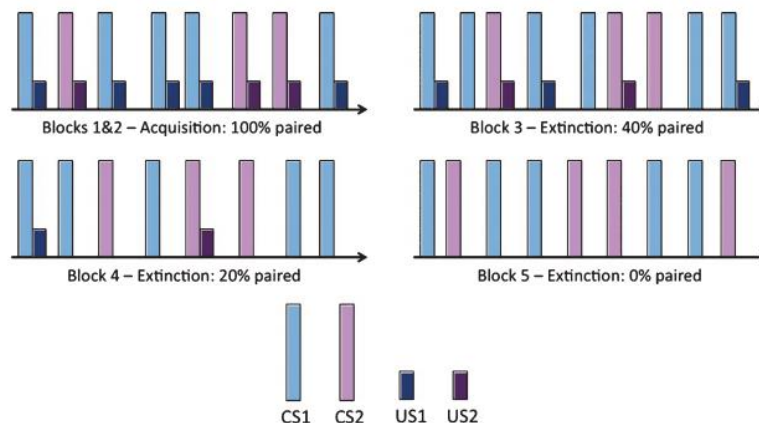 Blocks 1&2 – Acquisition: 100% paired
Block 3 – Extinction: 40% paired
Block 4 – Extinction: 20% paired
Block 5 – Extinction: 0% paired
CS1 CS2 US1 US2